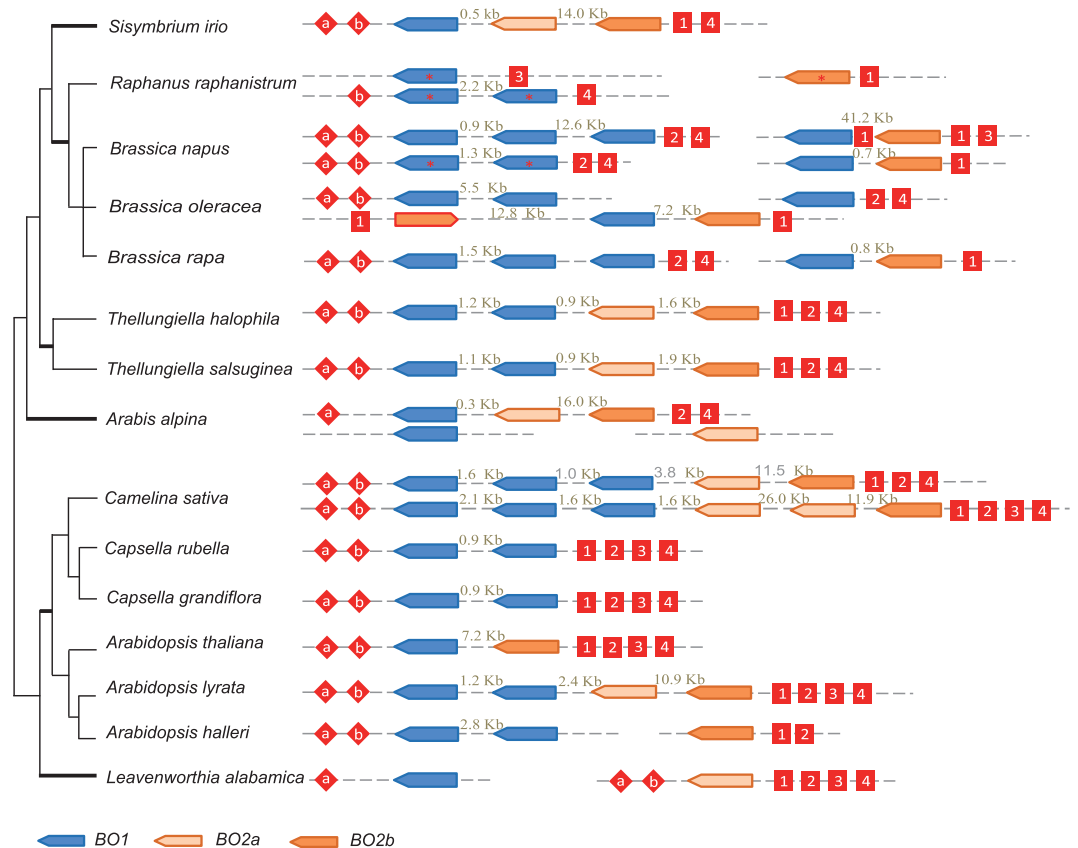 0.5 kb 14.0 Kb
Sisymbrium irio a b 1 4
Raphanus raphanistrum * 3 * 1
2.2 Kb
b * * 4
0.9 Kb 12.6 Kb 41.2 Kb
Brassica napus a b 2 4 1 1 3
1.3 Kb 0.7 Kb
a b * * 2 4 1
5.5 Kb
Brassica oleracea a b 2 4
1 12.8 Kb 7.2 Kb 1
1.5 Kb 0.8 Kb
Brassica rapa a b 2 4 1
1.2 Kb 0.9 Kb 1.6 Kb
Thellungiella halophila a b 1 2 4
1.1 Kb 0.9 Kb 1.9 Kb
Thellungiella salsuginea a b 1 2 4
0.3 Kb 16.0 Kb
Arabis alpina a 2 4
1.6 Kb 1.0 Kb 3.8 Kb 11.5 Kb
Camelina sativa a b 1 2 4
2.1 Kb 1.6 Kb 1.6 Kb 26.0 Kb 11.9 Kb
a b 1 2 3 4
0.9 Kb
Capsella rubella a b 1 2 3 4
0.9 Kb
Capsella grandiflora a b 1 2 3 4
7.2 Kb
Arabidopsis thaliana a b 1 2 3 4
1.2 Kb 2.4 Kb 10.9 Kb
Arabidopsis lyrata a b 1 2 3 4
2.8 Kb
Arabidopsis halleri a b 1 2
Leavenworthia alabamica a a b 1 2 3 4
BO1 BO2a BO2b